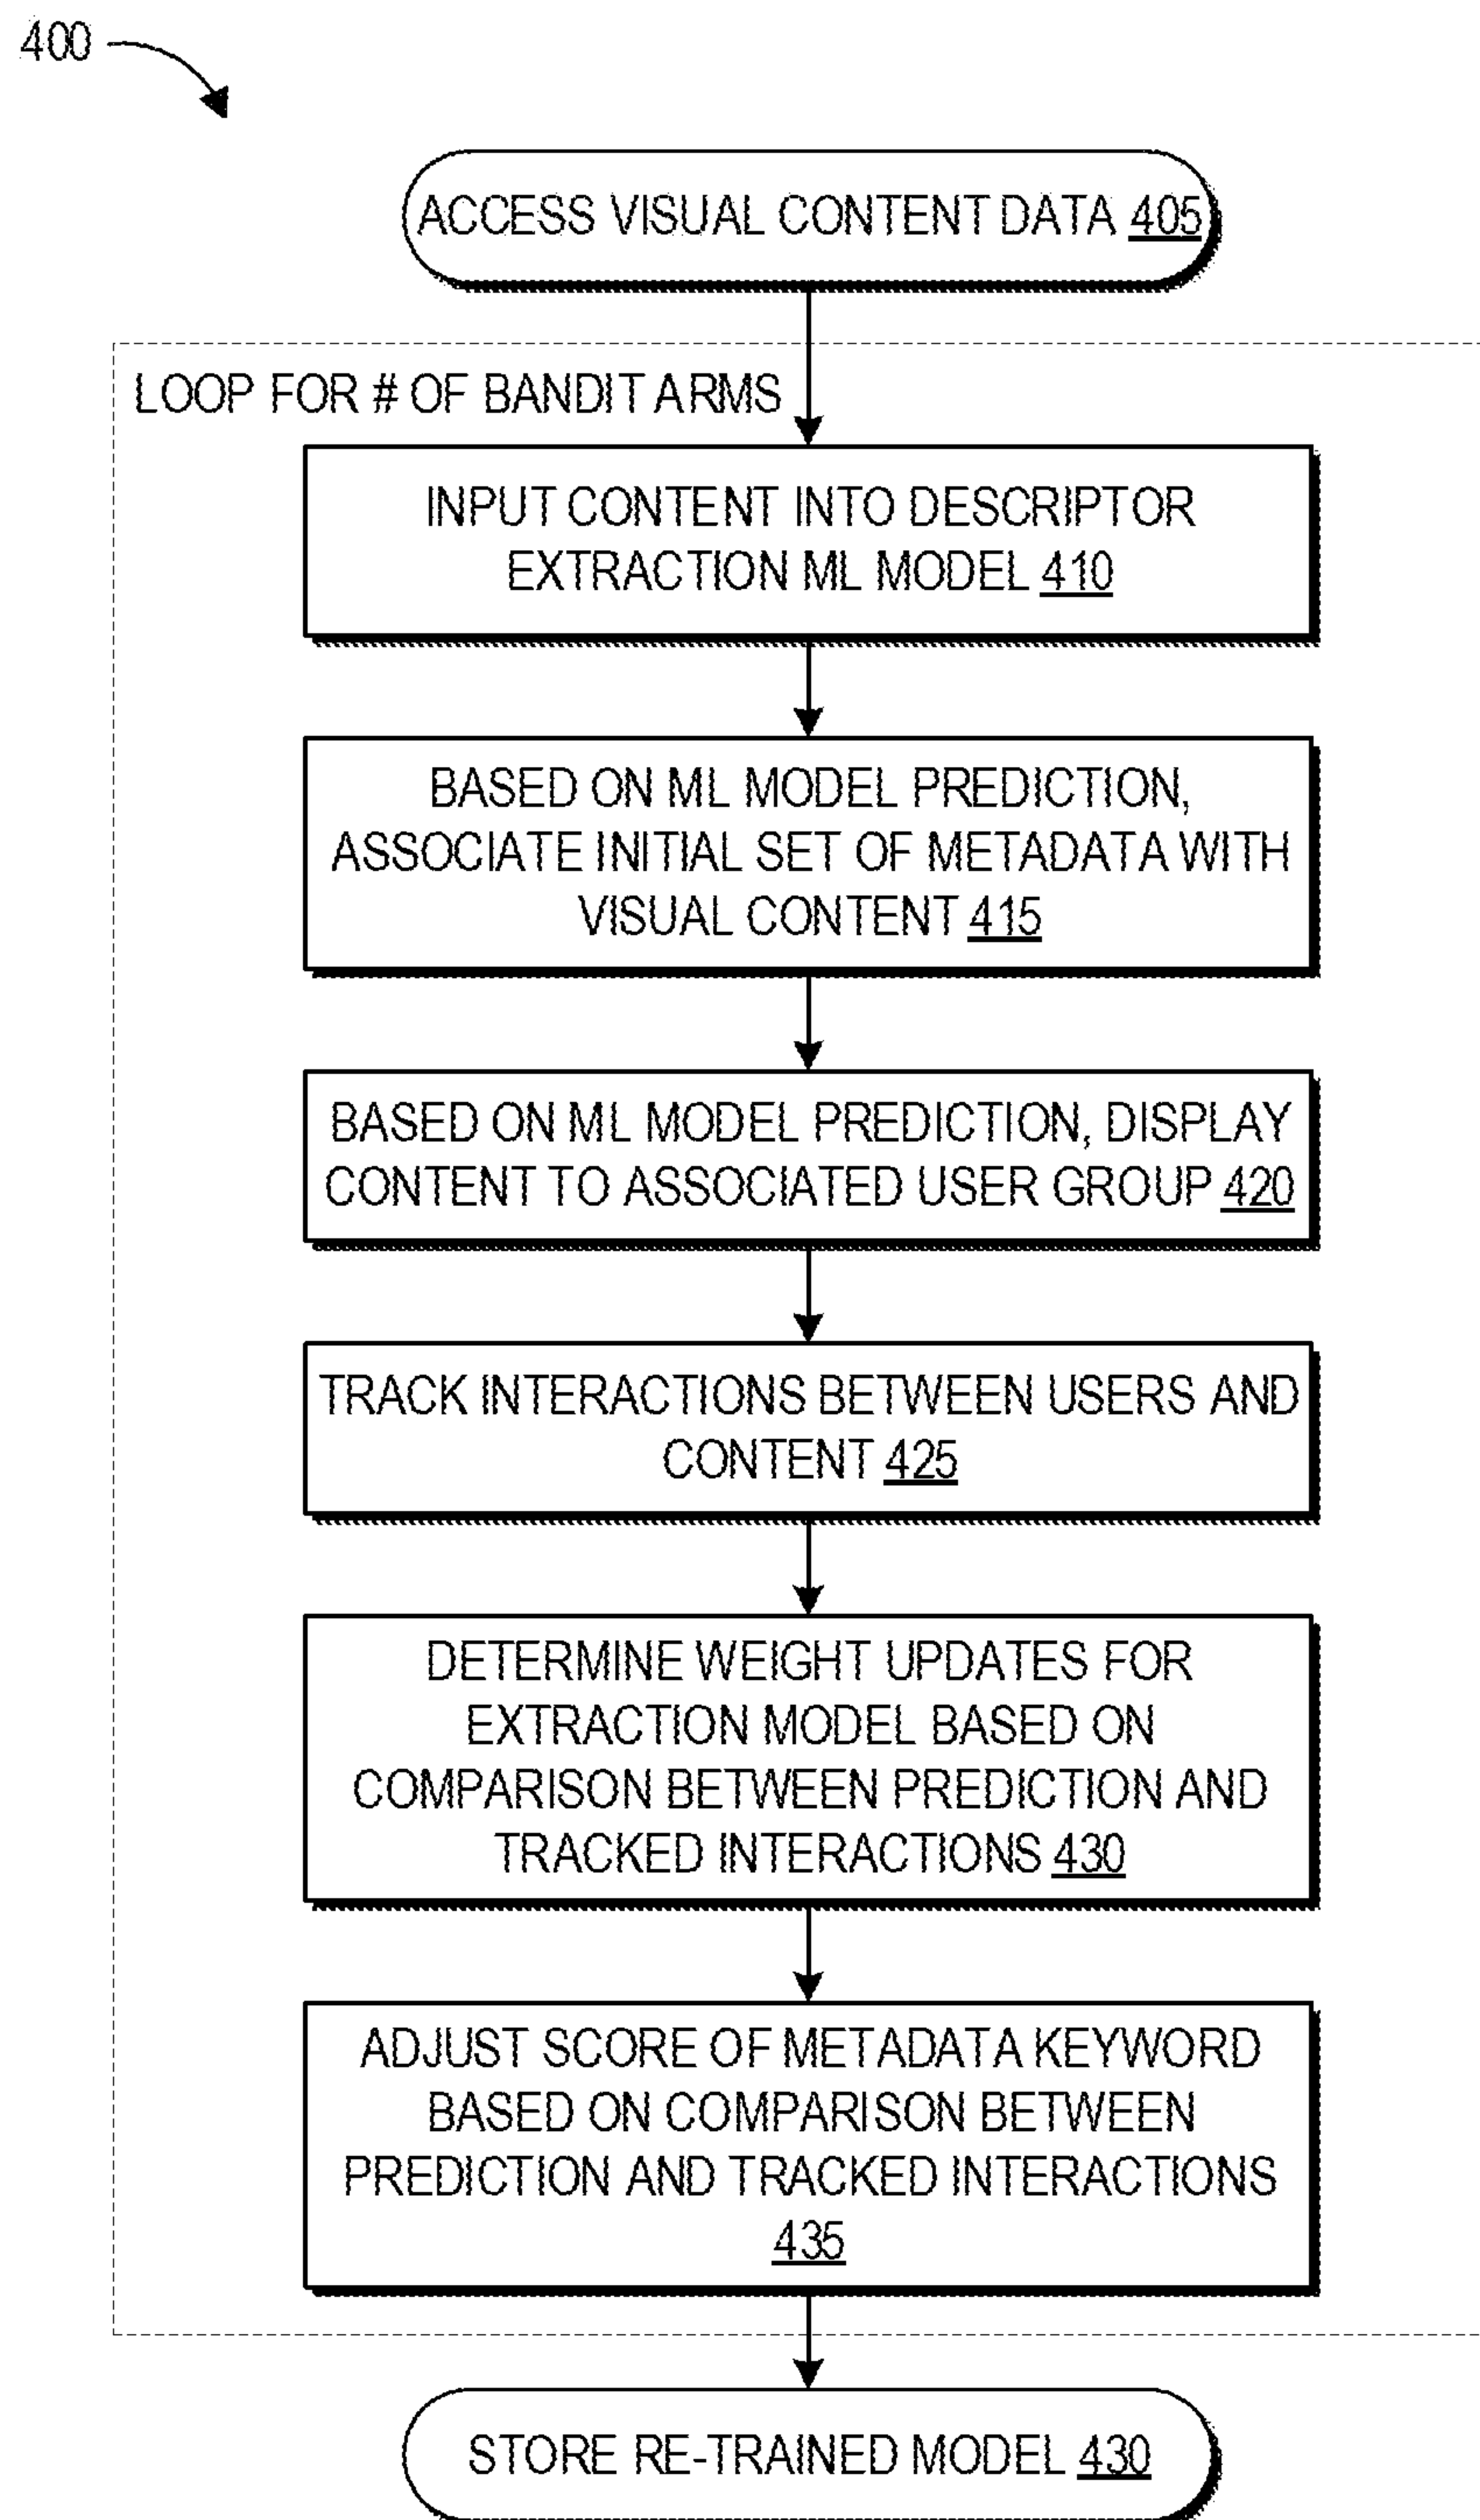 400
ACCESS VISUAL CONTENT DATA 405
LOOP FOR # OF BANDIT ARMS
INPUT CONTENT INTO DESCRIPTOR
EXTRACTION ML MODEL 410
BASED ON ML MODEL PREDICTION,
ASSOCIATE INITIAL SET OF METADATA WITH
VISUAL CONTENT 415
BASED ON ML MODEL PREDICTION, DISPLAY
CONTENT TO ASSOCIATED USER GROUP 420
TRACK INTERACTIONS BETWEEN USERS AND
CONTENT 425
DETERMINE WEIGHT UPDATES FOR
EXTRACTION MODEL BASED ON
COMPARISON BETWEEN PREDICTION AND
TRACKED INTERACTIONS 430
ADJUST SCORE OF METADATA KEYWORD
BASED ON COMPARISON BETWEEN
PREDICTION AND TRACKED INTERACTIONS
435
STORE RE-TRAINED MODEL 430